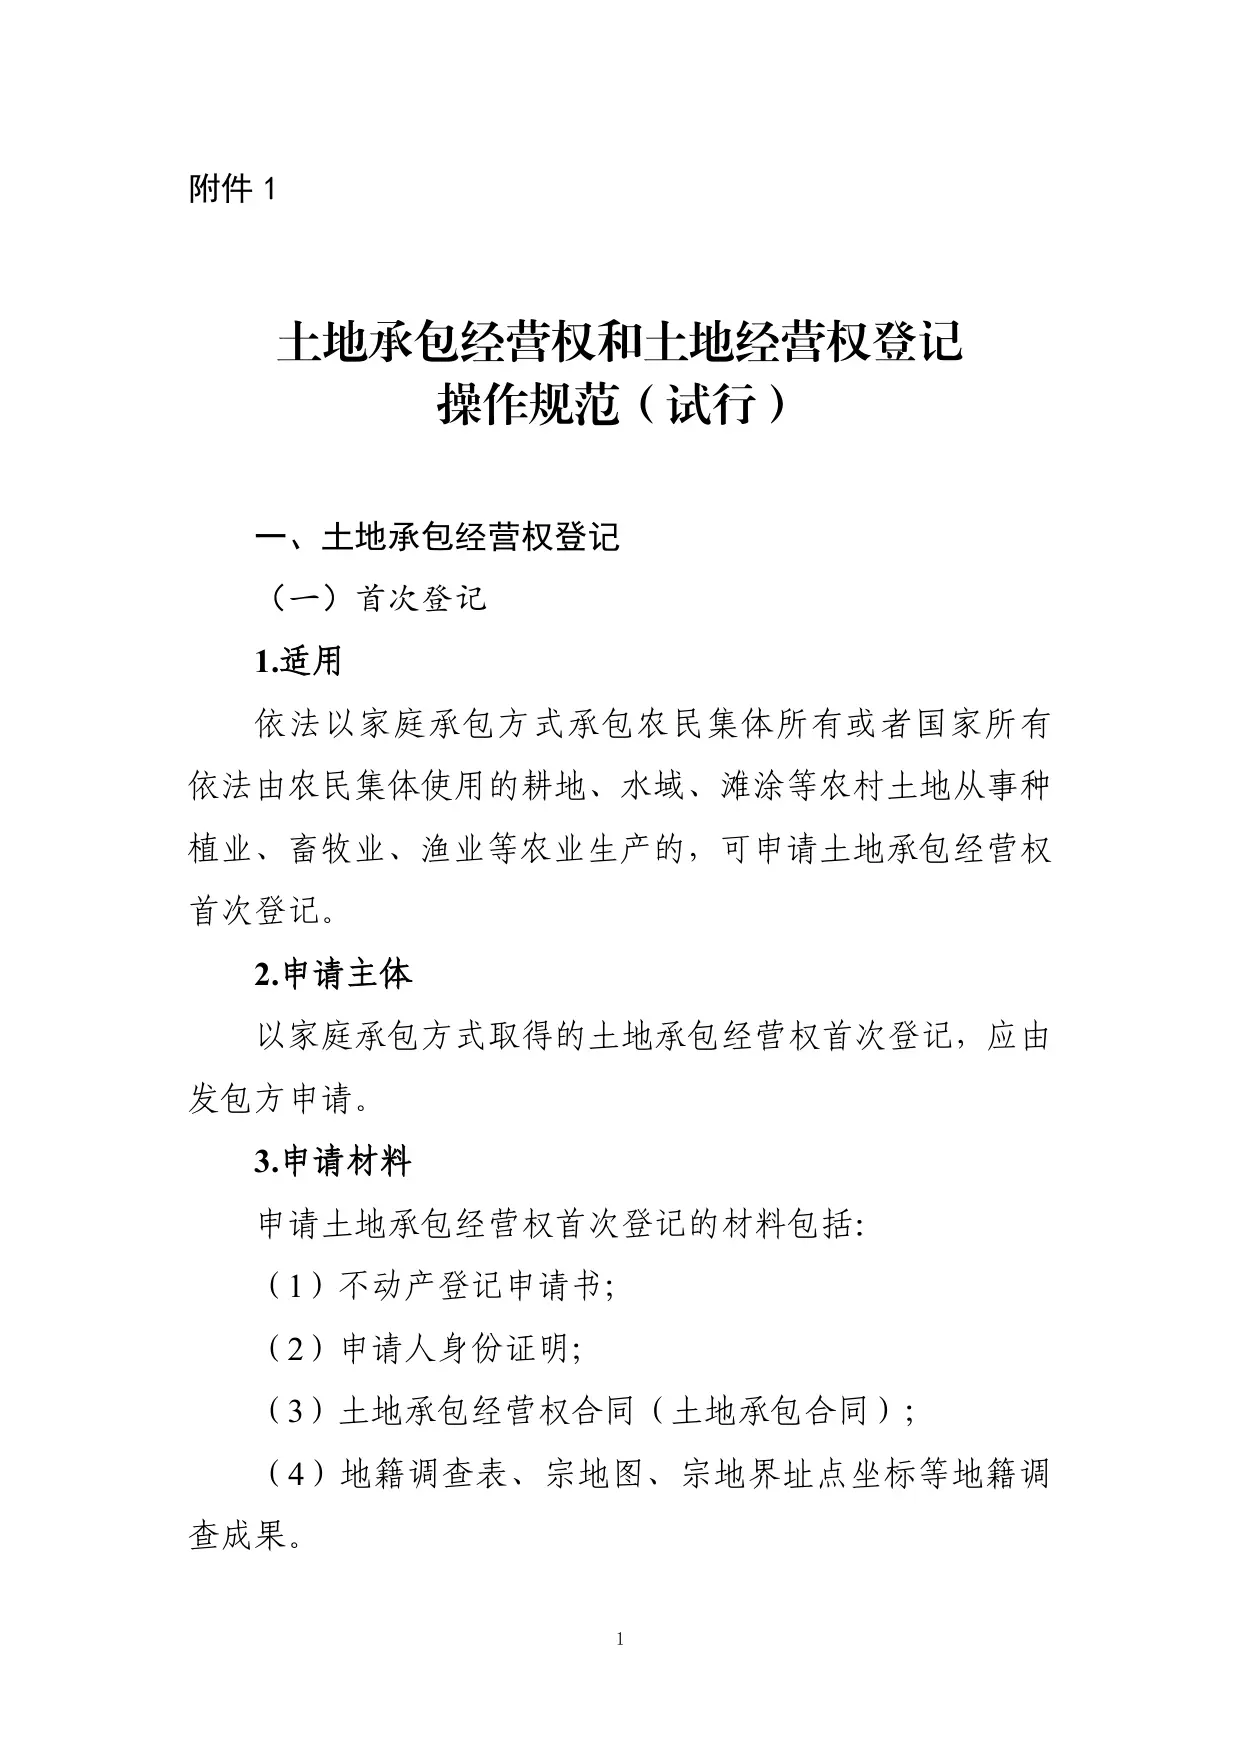 附件 1
土地承包经营权和土地经营权登记
操作规范（试行）
一、土地承包经营权登记
（一）首次登记
1.适用
依法以家庭承包方式承包农民集体所有或者国家所有
依法由农民集体使用的耕地、水域、滩涂等农村土地从事种
植业、畜牧业、渔业等农业生产的，可申请土地承包经营权
首次登记。
2.申请主体
以家庭承包方式取得的土地承包经营权首次登记，应由
发包方申请。
3.申请材料
申请土地承包经营权首次登记的材料包括：
（1）不动产登记申请书；
（2）申请人身份证明；
（3）土地承包经营权合同（土地承包合同）；
（4）地籍调查表、宗地图、宗地界址点坐标等地籍调
查成果。
1